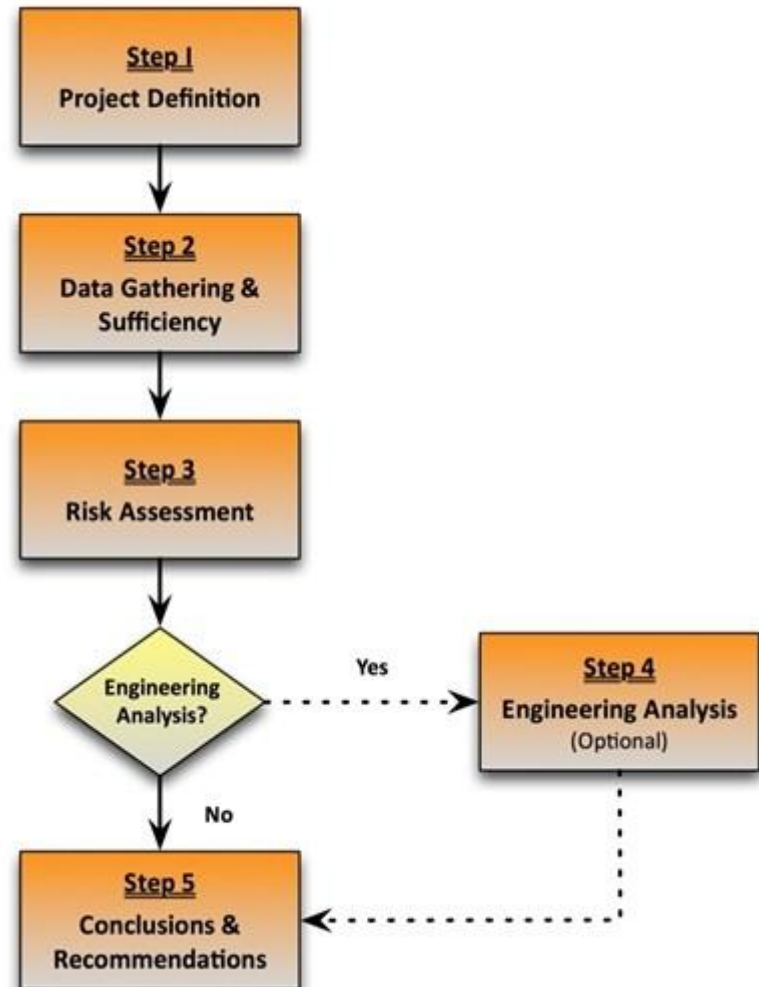 Step I
Project Definition
Step 2
Data Gathering &
Sufficiency
Step 3
Risk Assessment
Engineering
Analysis?
Yes
Step 4
Engineering Analysis
(Optional)
No
Step 5
Conclusions &
Recommendations